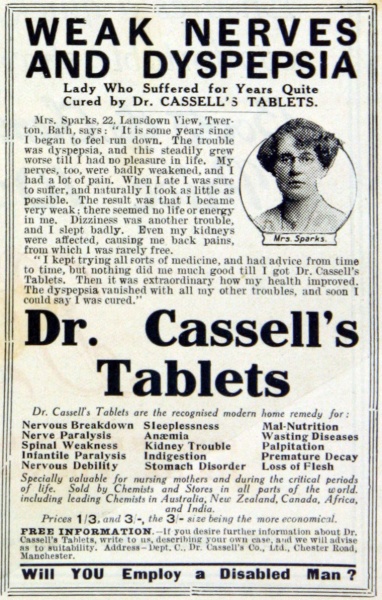 WEAK NERVES
AND DYSPEPSIA
Lady Who Suffered for Years Quite
Cured by Dr. CASSELL'S TABLETS.
Mrs. Sparks, 22, Lansdown View, Twer-
ton, Bath, says: "It is some years since
I began to feel run down. The trouble
was dyspepsia, and this steadily grew
worse till I had no pleasure in life. My
nerves, too, were badly weakened, and I
had a lot of pain. When I ate I was sure
to suffer, and naturally I took as little as
possible. The result was that I became
very weak; there seemed no life or energy
in me. Dizziness was another trouble,
and I slept badly. Even my kidneys
were affected, causing me back pains,
from which I was rarely free.
Mrs. Sparks.
"I kept trying all sorts of medicine, and had advice from time
to time, but nothing did me much good till I got Dr. Cassell's
Tablets. Then it was extraordinary how my health improved.
The dyspepsia vanished with all my other troubles, and soon I
could say I was cured."
Dr. Cassell's
Tablets
Dr. Cassell's Tablets are the recognised modern home remedy for:
Nervous Breakdown Sleeplessness Mal-Nutrition
Nerve Paralysis Anæmia Wasting Diseases
Spinal Weakness Kidney Trouble Palpitation
Infantile Paralysis Indigestion Premature Decay
Nervous Debility Stomach Disorder Loss of Flesh
Specially valuable for nursing mothers and during the critical periods
of life. Sold by Chemists and Stores in all parts of the world,
including leading Chemists in Australia, New Zealand, Canada, Africa,
and India.
Prices 1/3, and 3/-, the 3/- size being the more economical.
FREE INFORMATION.—If you desire further information about Dr.
Cassell's Tablets, write to us, describing your own case, and we will advise
as to suitability. Address—Dept. C., Dr. Cassell's Co., Ltd., Chester Road,
Manchester.
Will YOU Employ a Disabled Man?